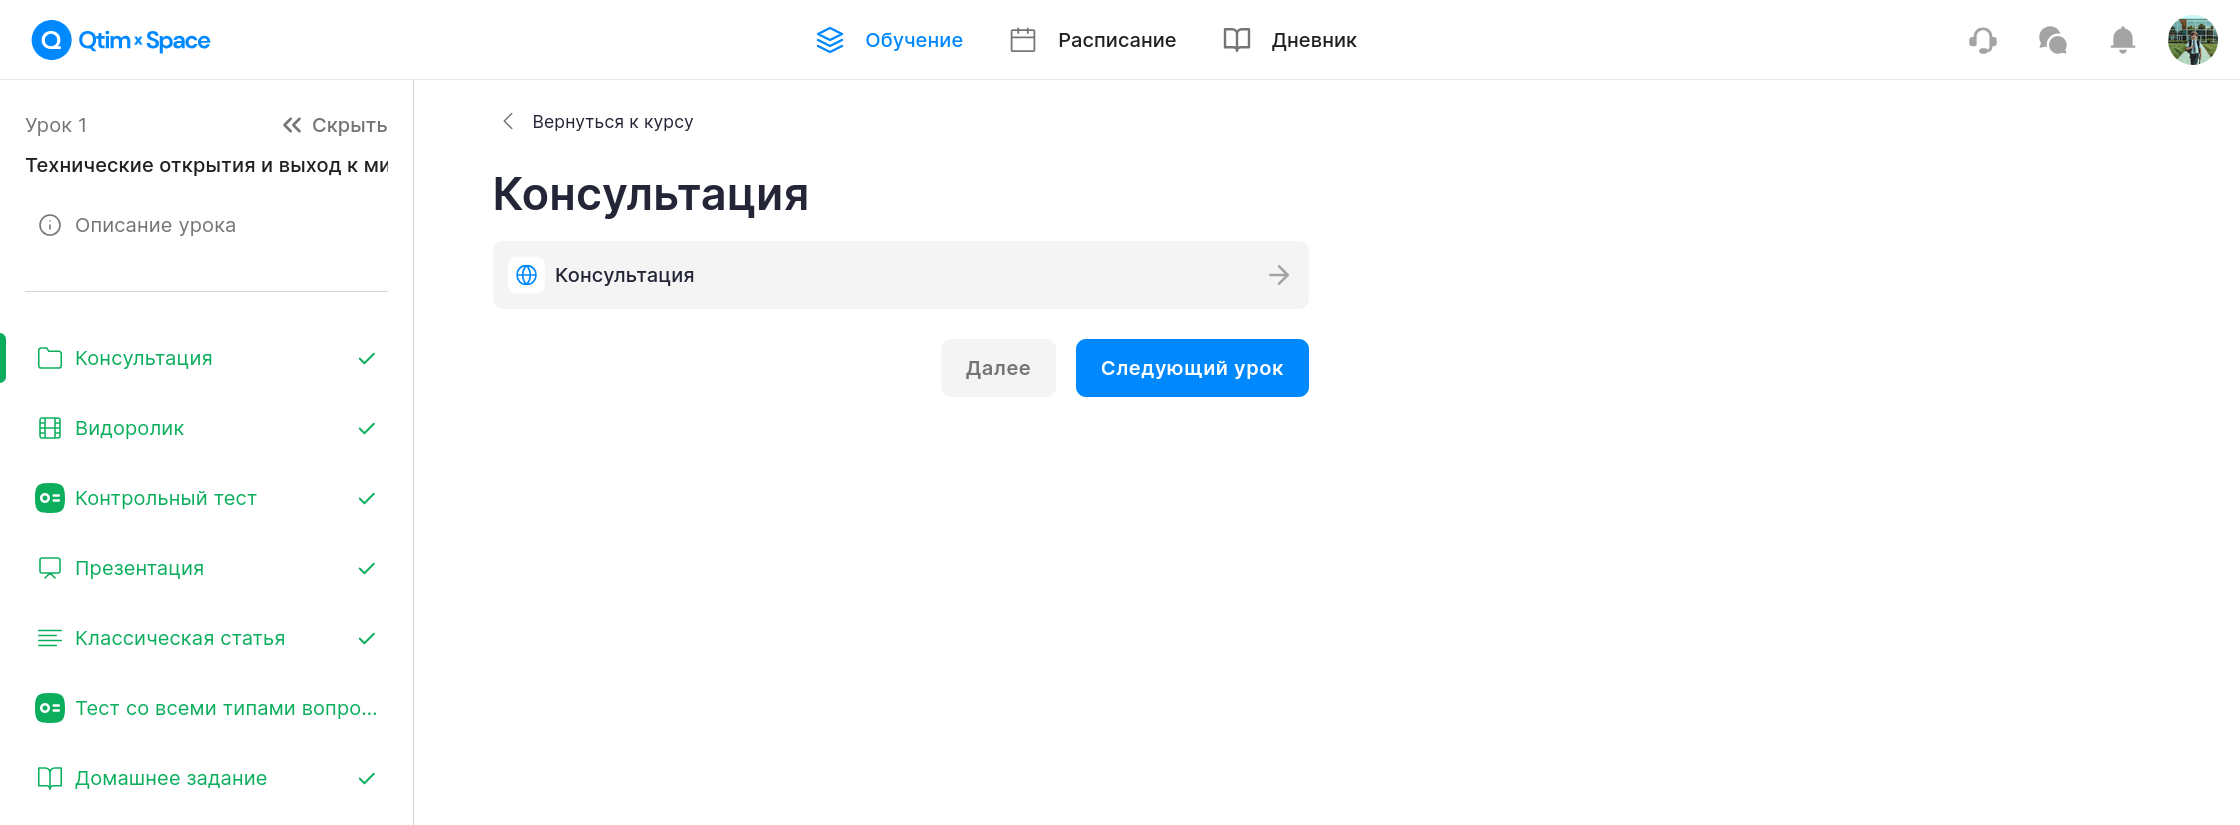 Qtim x Space
Обучение
Расписание
Дневник
Урок 1
Скрыть
Технические открытия и выход к ми
Описание урока
Консультация
Видоролик
Контрольный тест
Презентация
Классическая статья
Тест со всеми типами вопро...
Домашнее задание
Вернуться к курсу
Консультация
Консультация
Далее
Следующий урок